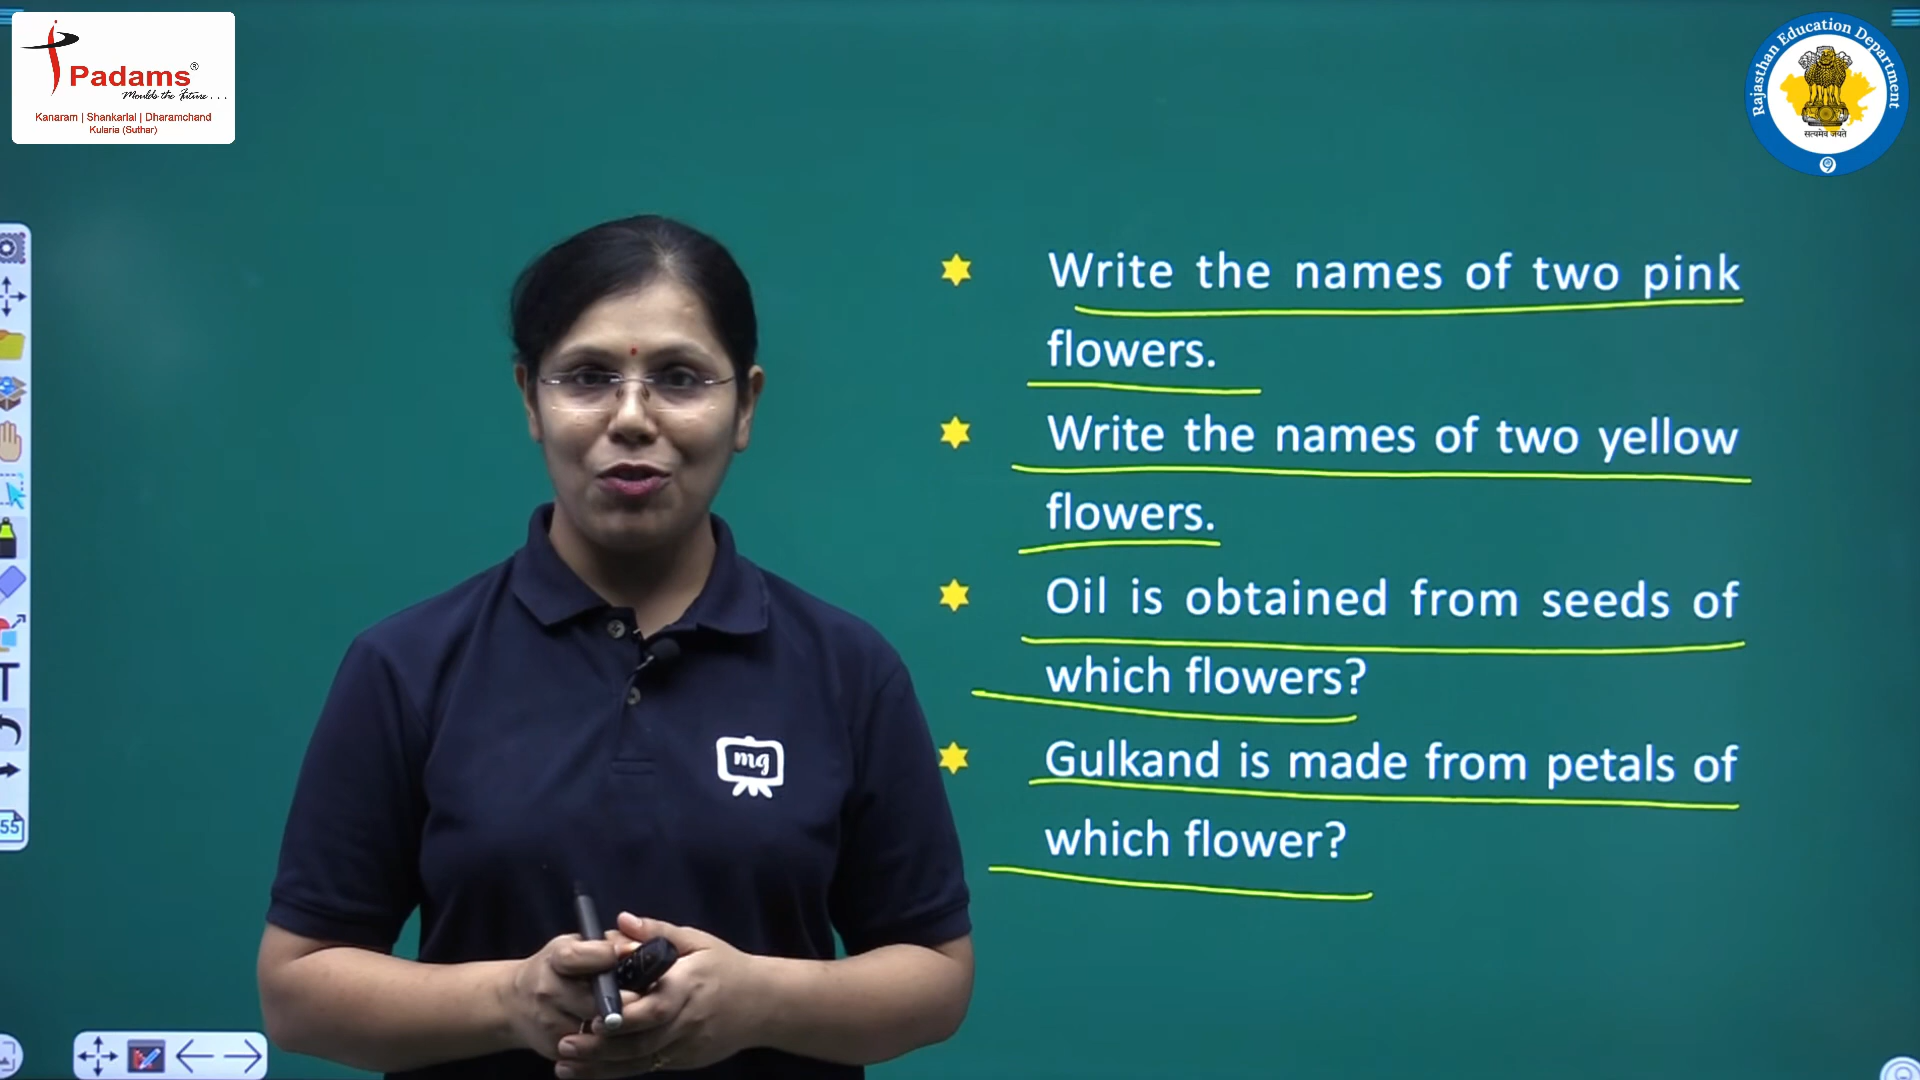 Padams®
Moulds the Future...
Kanaram | Shankarlal | Dharamchand
Kularia (Suthar)
Rajasthan Education Department
सत्यमेव जयते
Write the names of two pink
flowers.
Write the names of two yellow
flowers.
Oil is obtained from seeds of
which flowers?
Gulkand is made from petals of
which flower?
mg
T
55